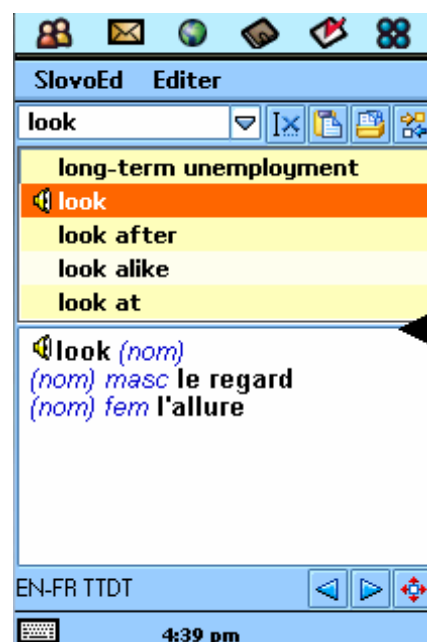 SlovoEd Editer
look
long-term unemployment
look
look after
look alike
look at
look (nom)
(nom) masc le regard
(nom) fem l'allure
EN-FR TTDT
4:39 pm